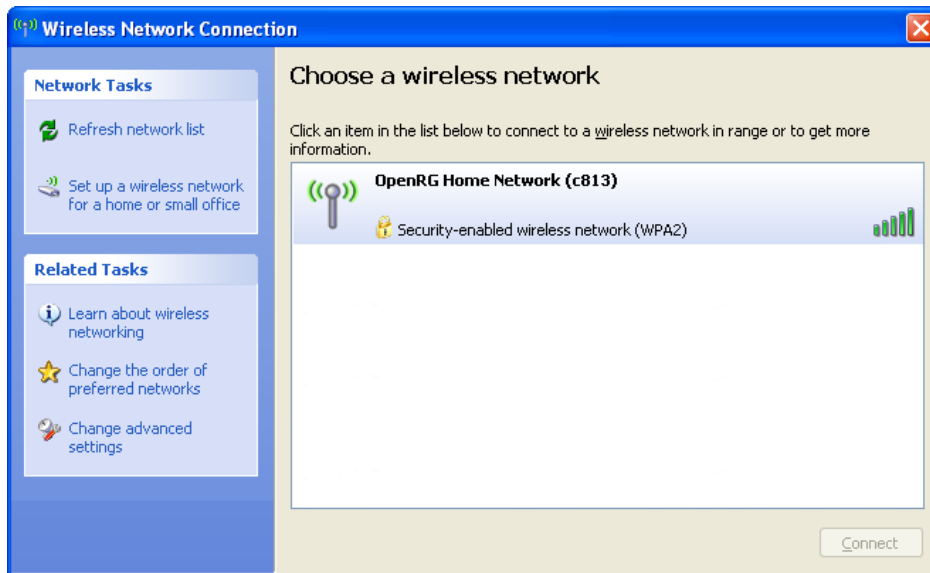 Wireless Network Connection
Network Tasks
Refresh network list
Set up a wireless network
for a home or small office
Related Tasks
Learn about wireless
networking
Change the order of
preferred networks
Change advanced
settings
Choose a wireless network
Click an item in the list below to connect to a wireless network in range or to get more
information.
OpenRG Home Network (c813)
Security-enabled wireless network (WPA2)
Connect